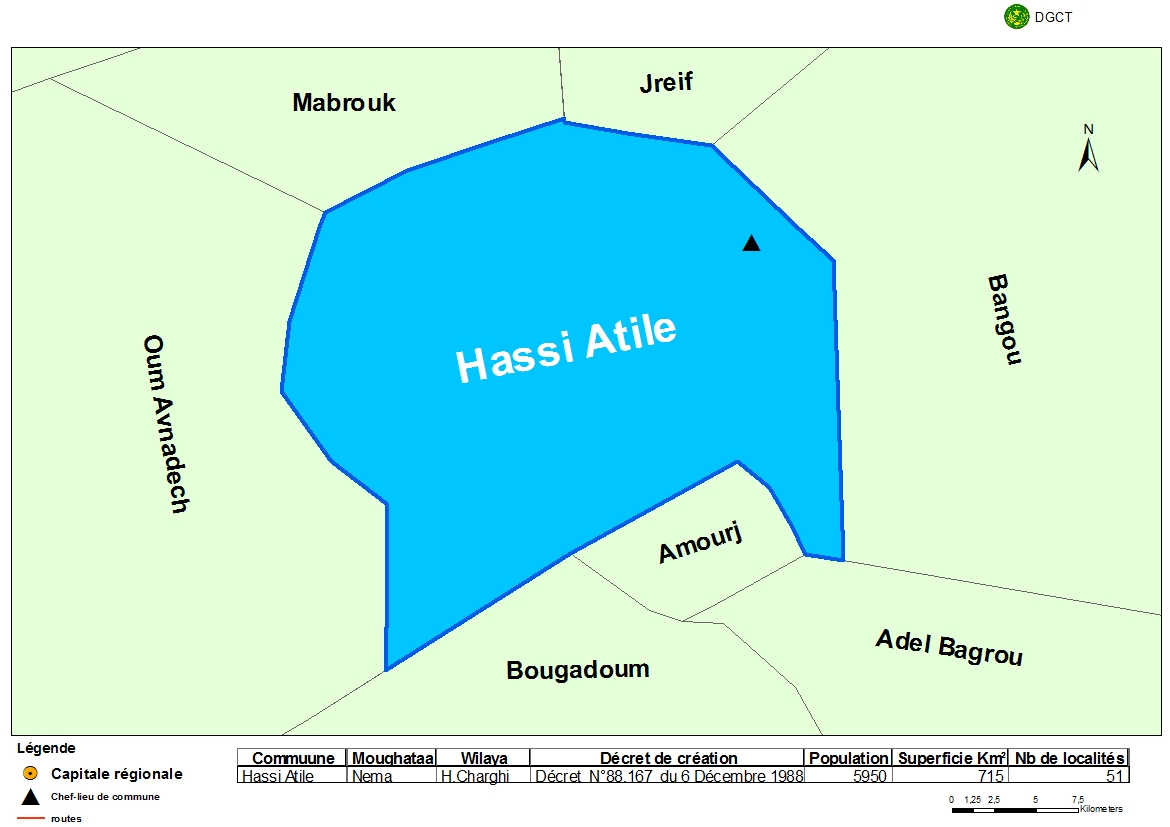 DGCT
Mabrouk
Jreif
N
Bangou
Hassi Atile
Oum Avnadech
Amourj
Adel Bagrou
Bougadoum
Légende
Capitale régionale
Chef-lieu de commune
routes
Commuune Moughataa Wilaya Décret de création Population Superficie Km² Nb de localités
Hassi Atile Nema H.Charghi Décret N°88.167 du 6 Décembre 1988 5950 715 51
0 1,25 2,5 5 7,5
Kilometers